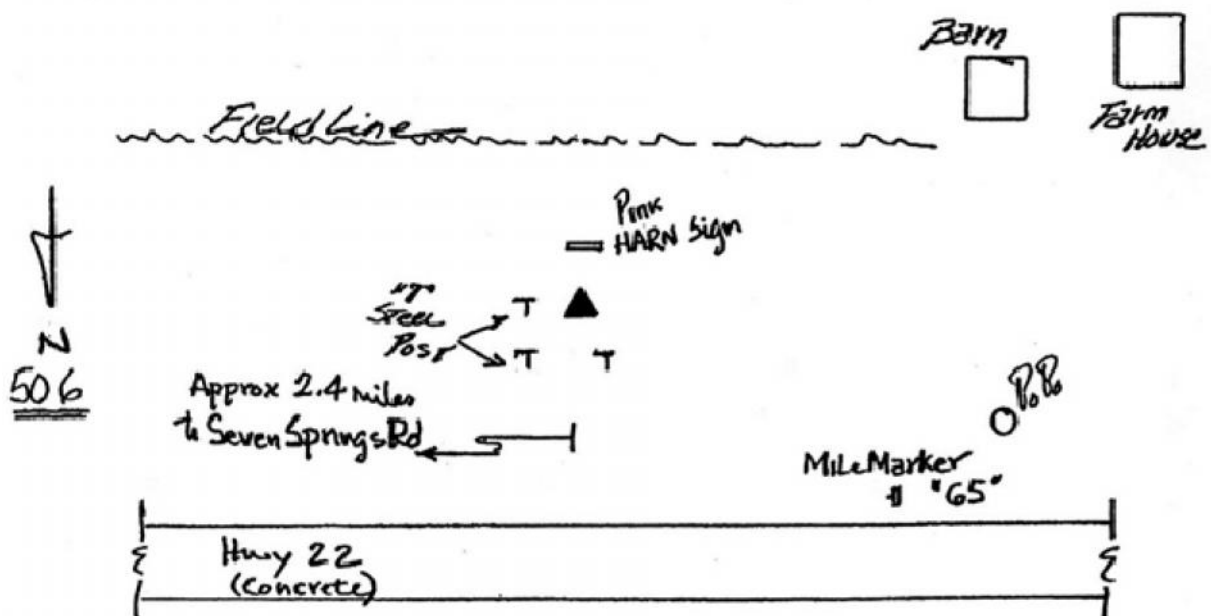 Barn
Farm
House
Field Line
Pink
HARN Sign
"T"
Steel
Post
T
T T
N
506
Approx 2.4 miles
to Seven Springs Rd
P.P.
Mile Marker
"65"
Hwy 22
(Concrete)